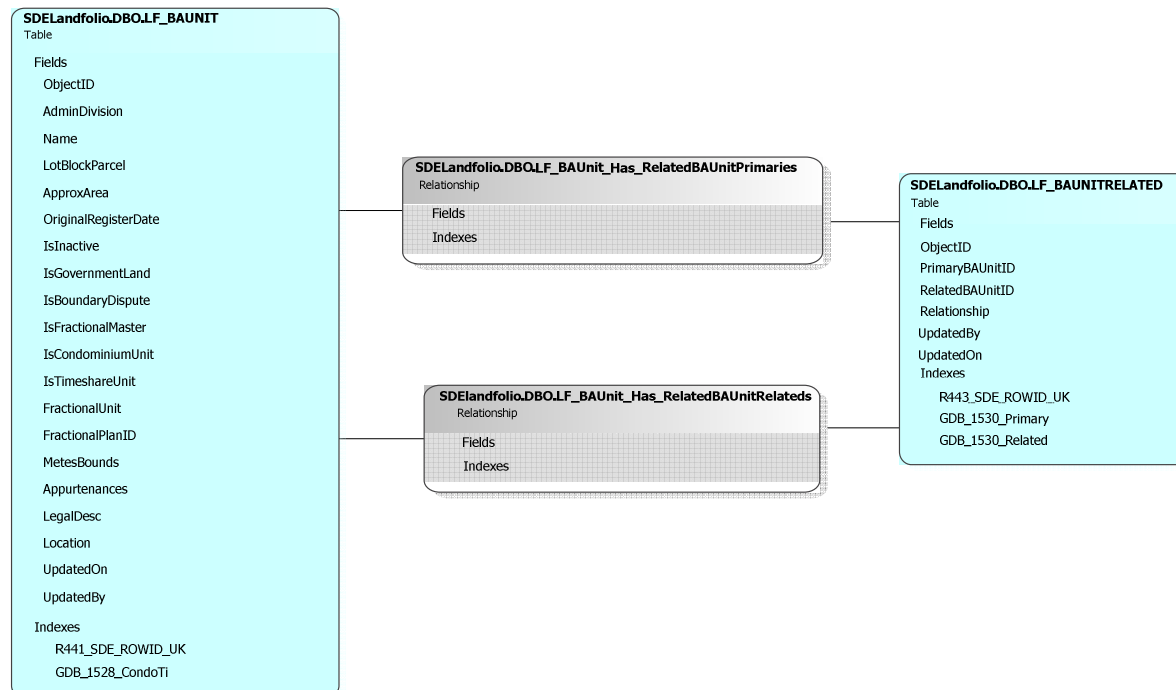 SDELandfolio.DBO.LF_BAUNIT
Table
Fields
ObjectID
AdminDivision
Name
LotBlockParcel
ApproxArea
OriginalRegisterDate
IsInactive
IsGovernmentLand
IsBoundaryDispute
IsFractionalMaster
IsCondominiumUnit
IsTimeshareUnit
FractionalUnit
FractionalPlanID
MetesBounds
Appurtenances
LegalDesc
Location
UpdatedOn
UpdatedBy
Indexes
R441_SDE_ROWID_UK
GDB_1528_CondoTi
SDELandfolio.DBO.LF_BAUnit_Has_RelatedBAUnitPrimaries
Relationship
Fields
Indexes
SDElandfolio.DBO.LF_BAUnit_Has_RelatedBAUnitRelateds
Relationship
Fields
Indexes
SDELandfolio.DBO.LF_BAUNITRELATED
Table
Fields
ObjectID
PrimaryBAUnitID
RelatedBAUnitID
Relationship
UpdatedBy
UpdatedOn
Indexes
R443_SDE_ROWID_UK
GDB_1530_Primary
GDB_1530_Related